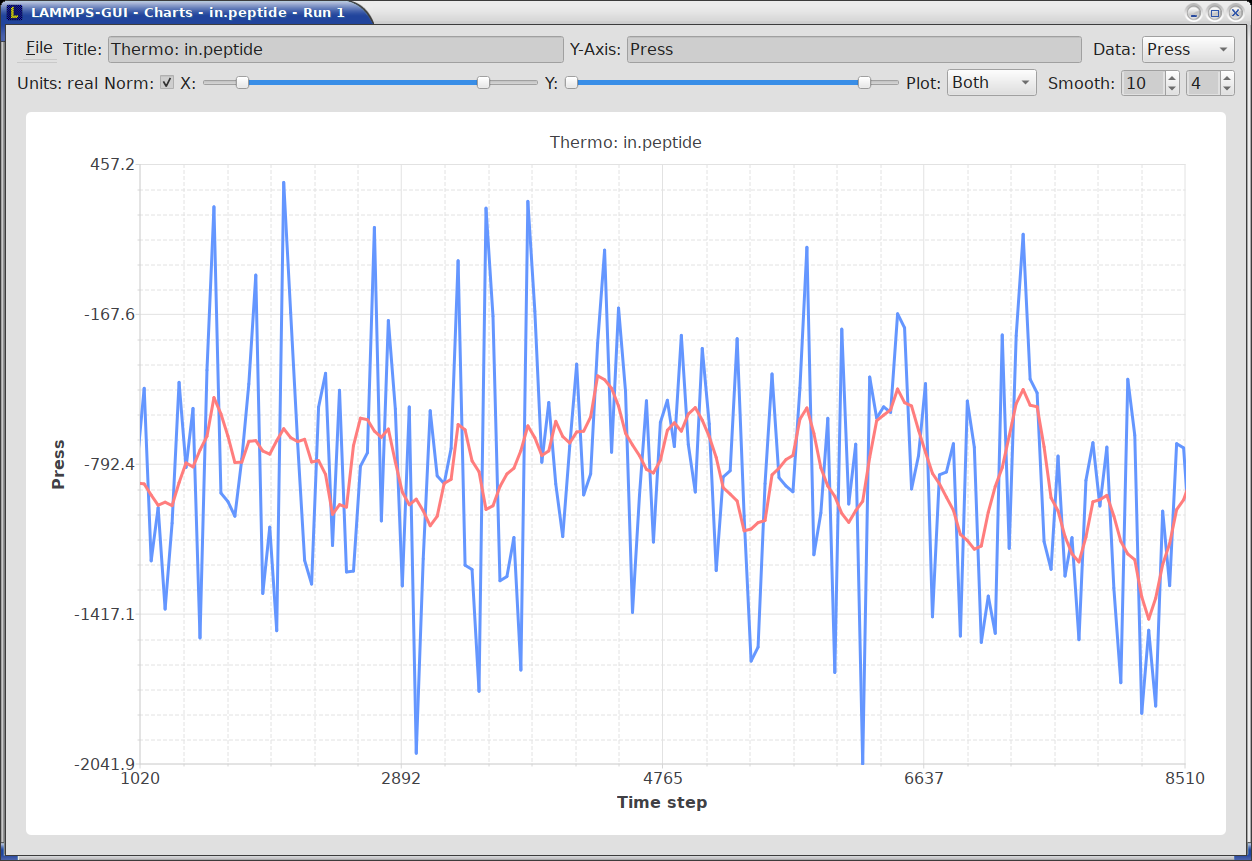 LAMMPS-GUI - Charts - in.peptide - Run 1
File Title: Thermo: in.peptide Y-Axis: Press Data: Press
Units: real Norm: X: Y: Plot: Both Smooth: 10 4
Thermo: in.peptide
457.2
-167.6
-792.4
-1417.1
-2041.9
Press
1020 2892 4765 6637 8510
Time step